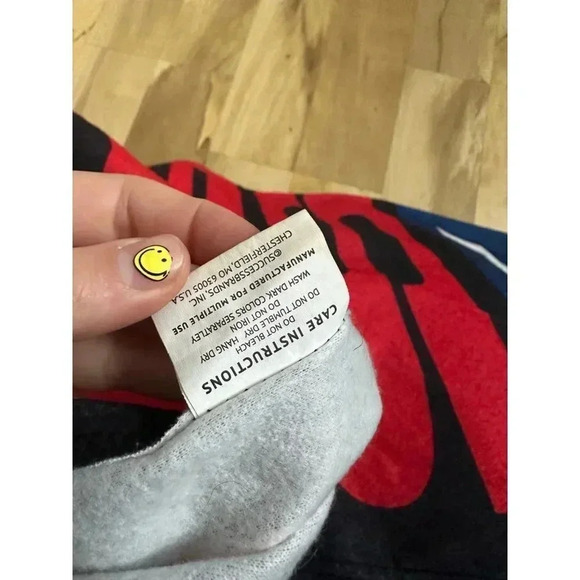 CARE INSTRUCTIONS
DO NOT BLEACH
DO NOT TUMBLE DRY HANG DRY
DO NOT IRON
WASH DARK COLORS SEPARATLEY
MANUFACTURED FOR MULTIPLE USE
©SUCCESSBRANDS, INC
CHESTERFIELD, MO 63005 U.S.A